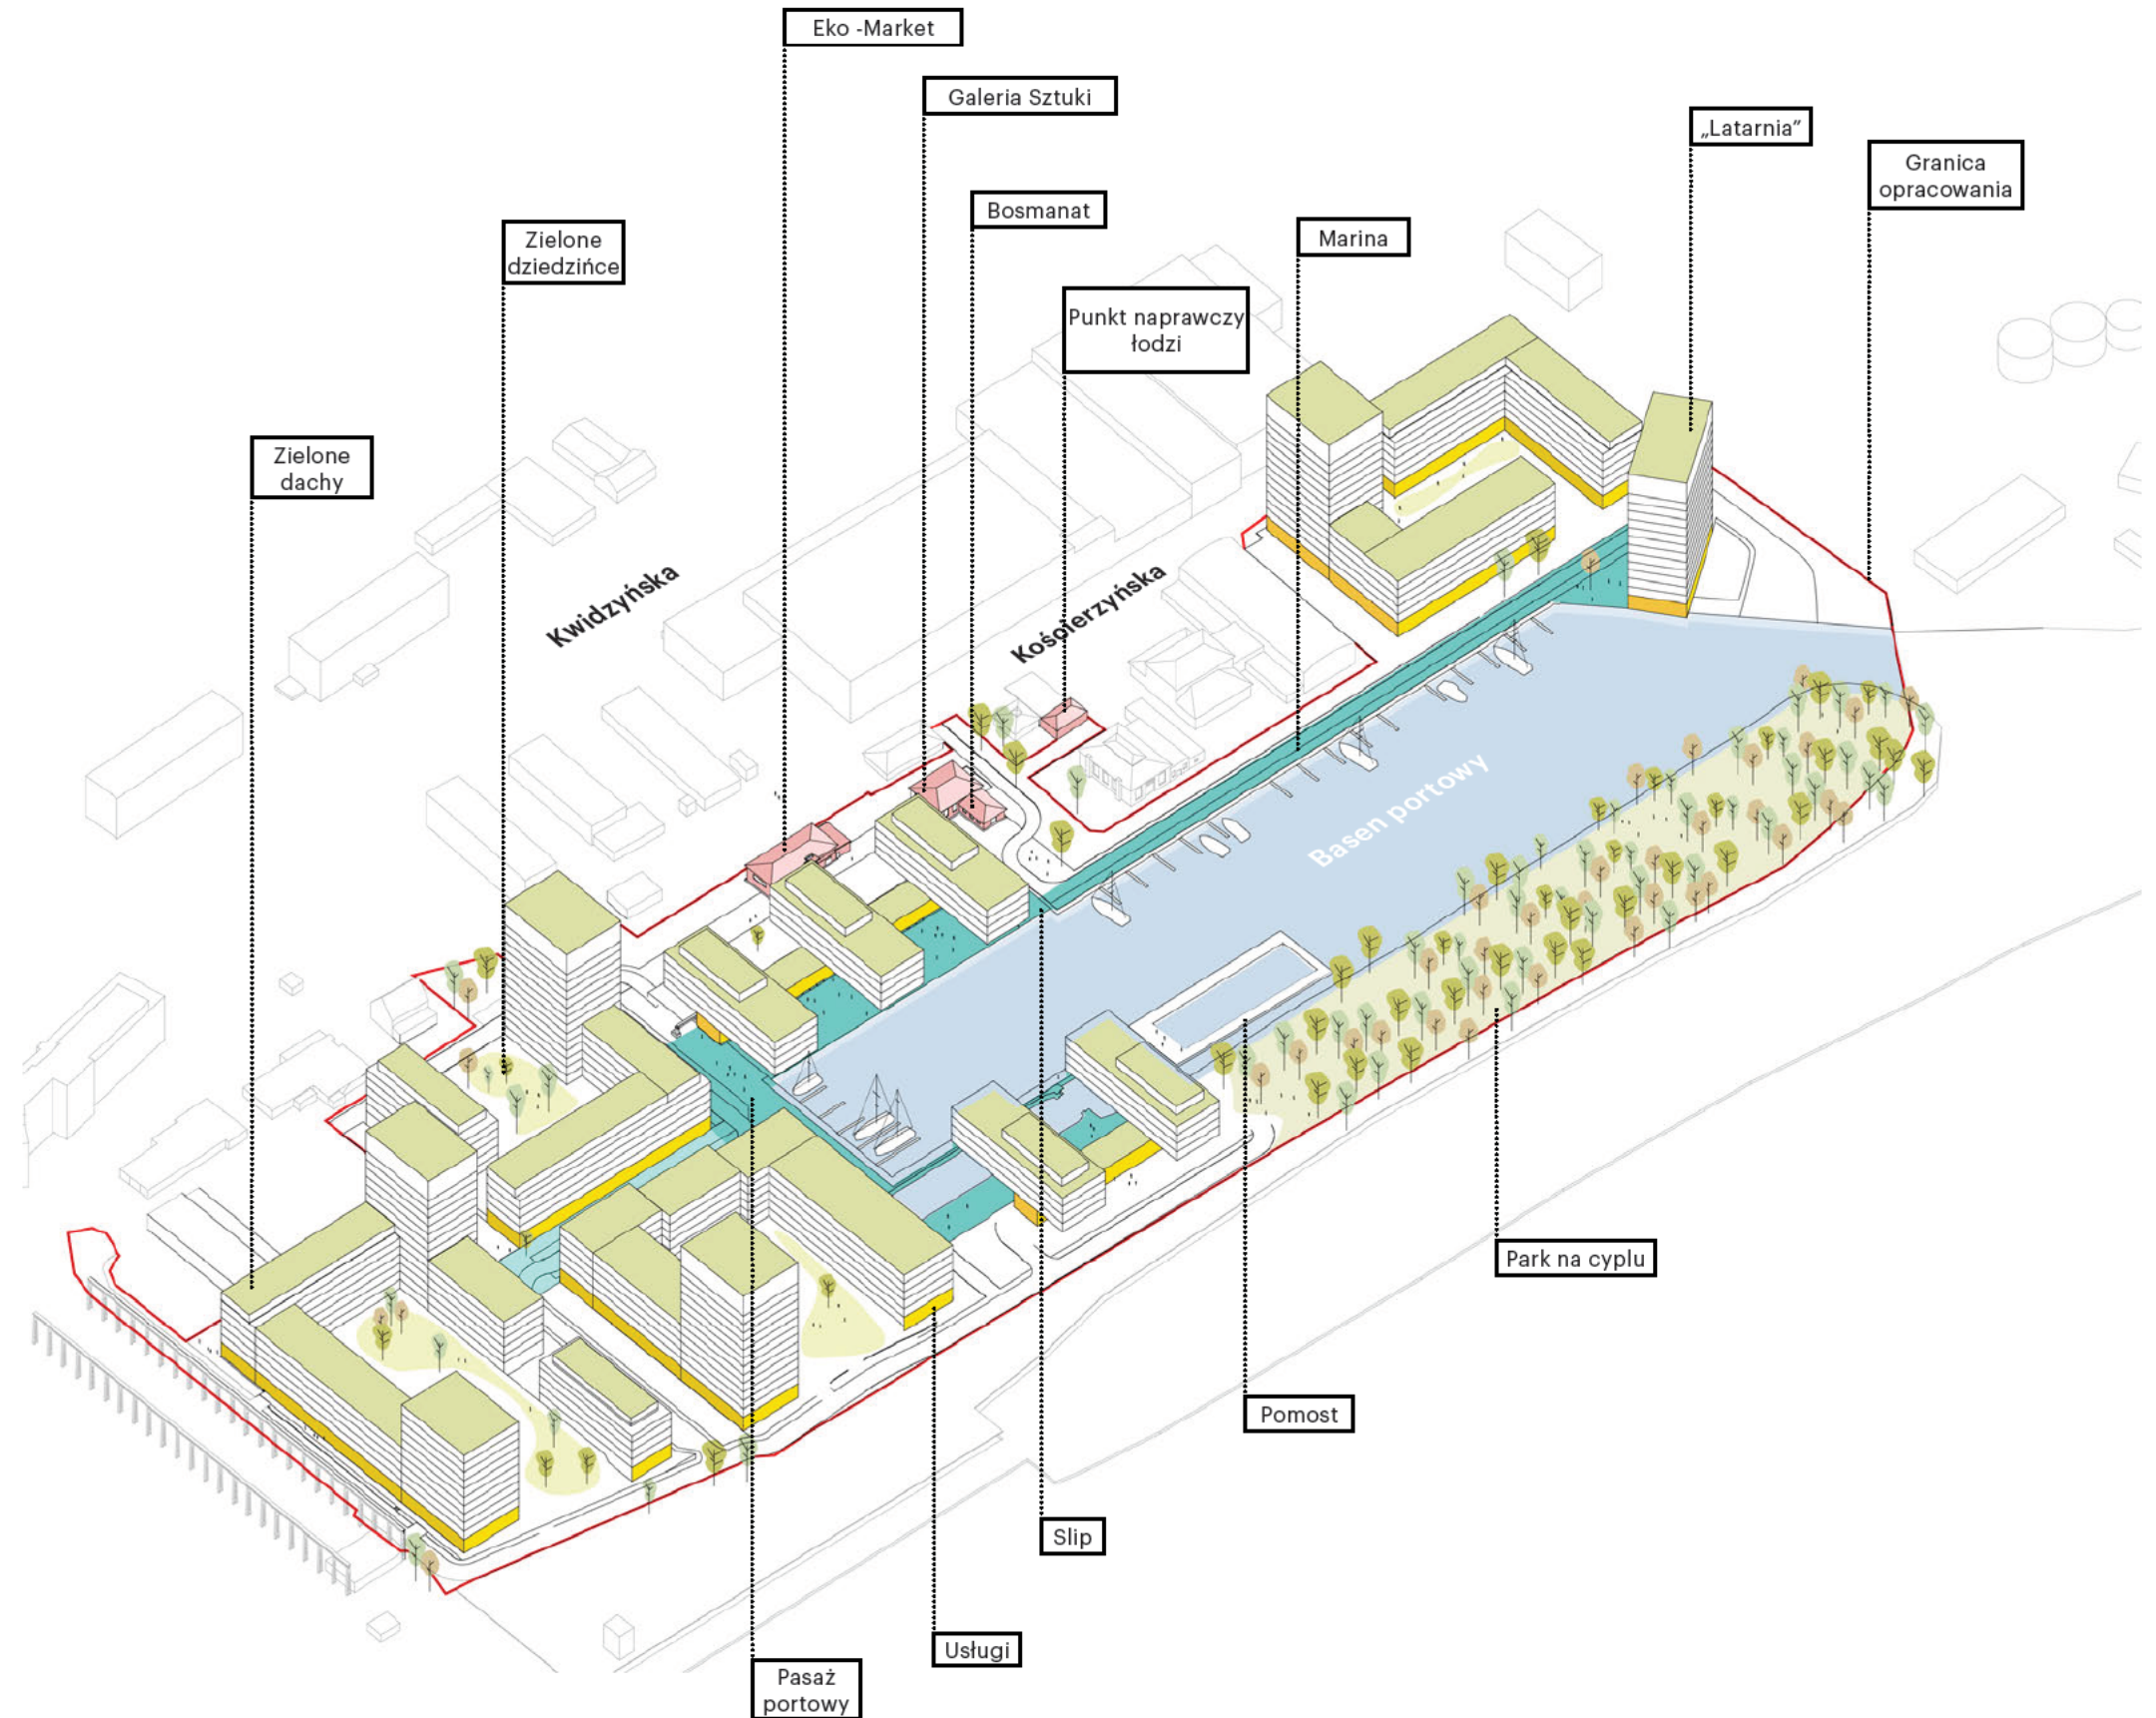 Eko -Market
Galeria Sztuki
„Latarnia”
Granica
opracowania
Bosmanat
Zielone
dziedzińce
Marina
Punkt naprawczy
łodzi
Zielone
dachy
Kwidzyńska
Kościerzyńska
Basen portowy
Park na cyplu
Pomost
Slip
Usługi
Pasaż
portowy